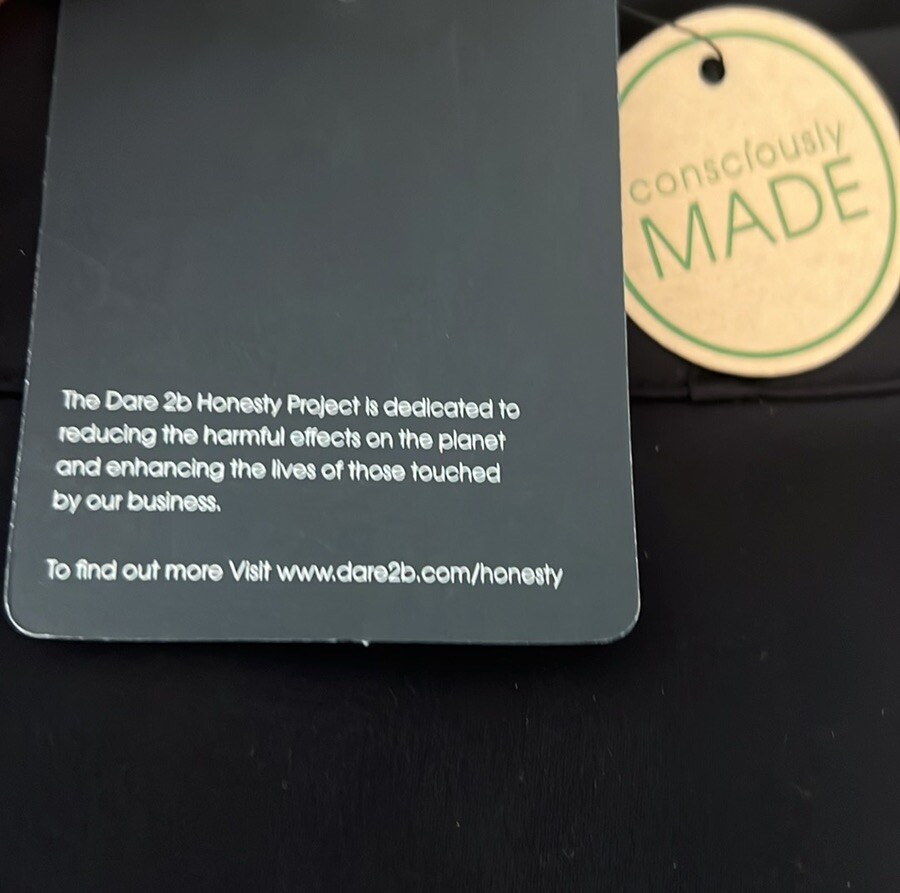 consciously
MADE
The Dare 2b Honesty Project is dedicated to
reducing the harmful effects on the planet
and enhancing the lives of those touched
by our business.
To find out more Visit www.dare2b.com/honesty